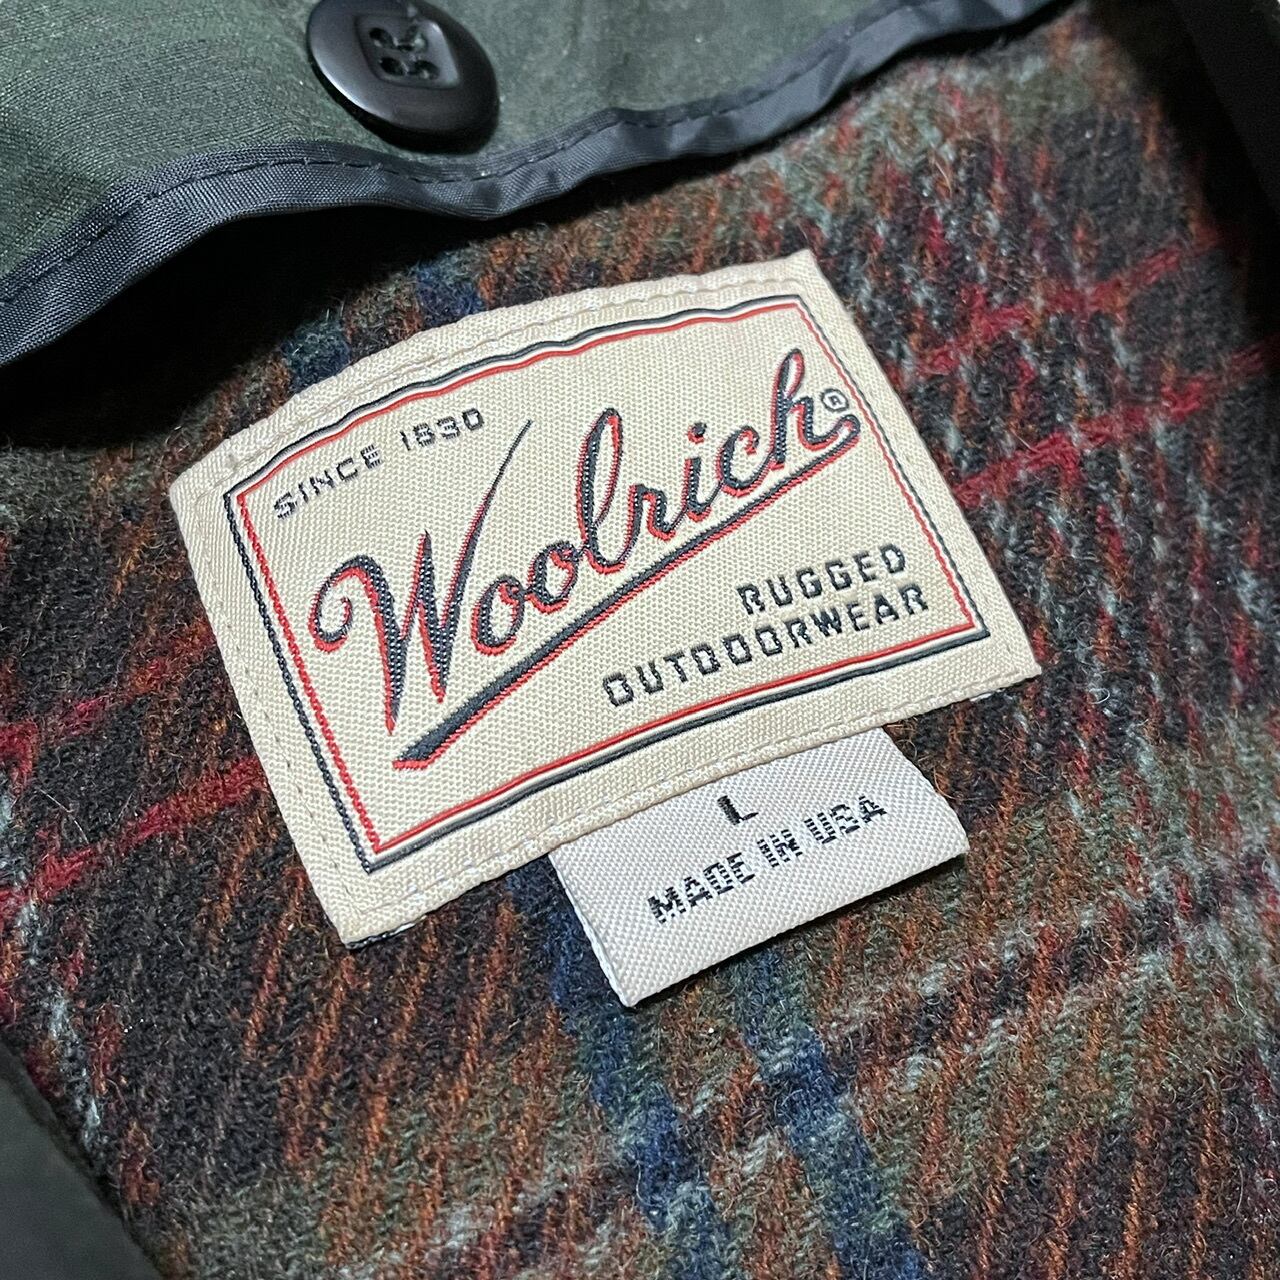 SINCE 1830
Woolrich®
RUGGED
OUTDOORWEAR
L
MADE IN USA